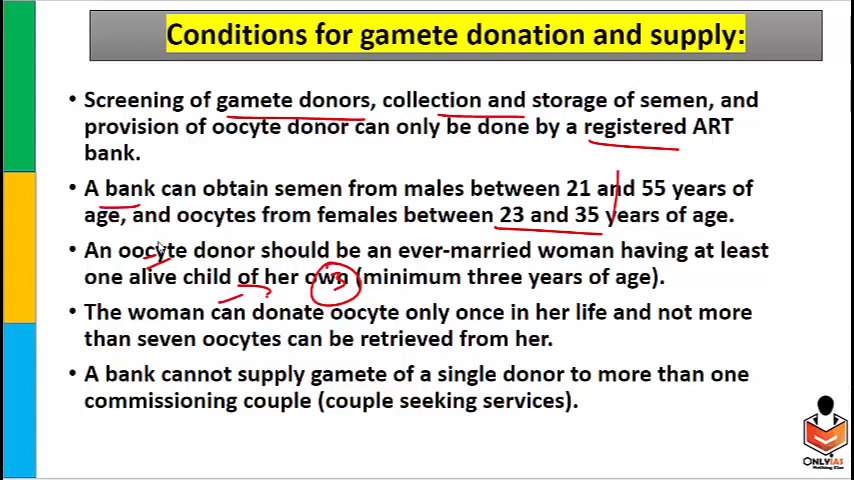 Conditions for gamete donation and supply:
• Screening of gamete donors, collection and storage of semen, and
provision of oocyte donor can only be done by a registered ART
bank.
• A bank can obtain semen from males between 21 and 55 years of
age, and oocytes from females between 23 and 35 years of age.
• An oocyte donor should be an ever-married woman having at least
one alive child of her own (minimum three years of age).
3
• The woman can donate oocyte only once in her life and not more
than seven oocytes can be retrieved from her.
• A bank cannot supply gamete of a single donor to more than one
commissioning couple (couple seeking services).
ONLYIAS
Nothing Else